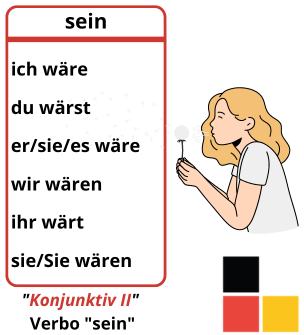 sein
ich wäre
du wärst
er/sie/es wäre
wir wären
ihr wärt
sie/Sie wären
"Konjunktiv II"
Verbo "sein"